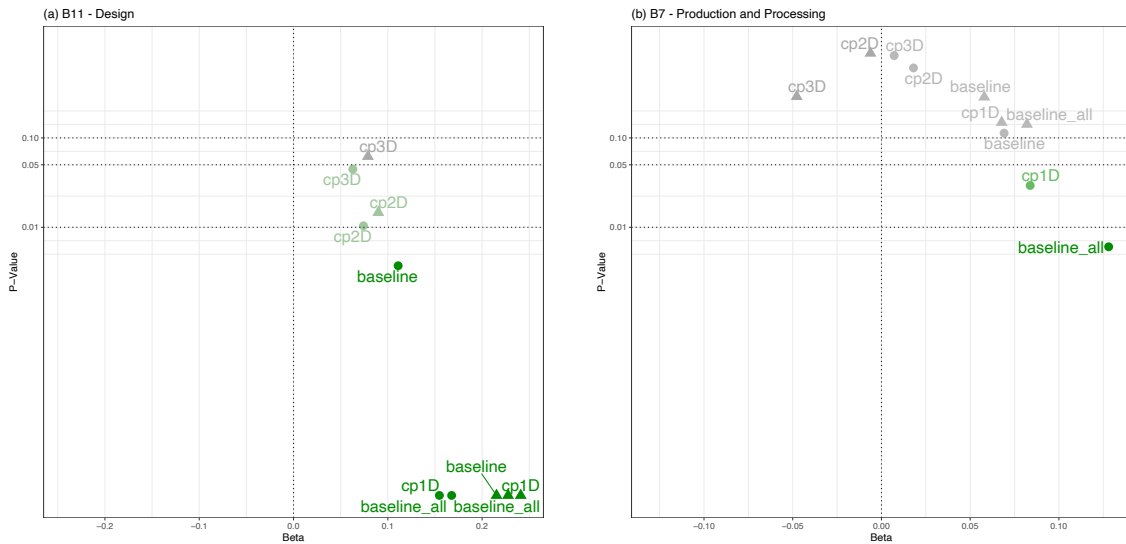 (a) B11 - Design
P-Value
0.10
0.05
0.01
cp3D
cp3D
cp2D
cp2D
baseline
baseline
cp1D
cp1D
baseline_all
baseline_all
-0.2
-0.1
0.0
0.1
0.2
Beta
(b) B7 - Production and Processing
P-Value
0.10
0.05
0.01
cp2D
cp3D
cp2D
cp3D
baseline
cp1D
baseline_all
baseline
cp1D
baseline_all
-0.10
-0.05
0.00
0.05
0.10
Beta